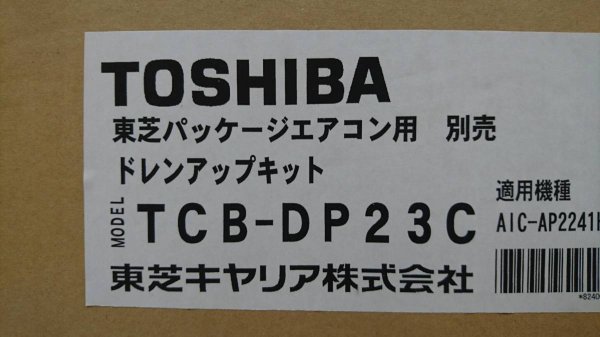 TOSHIBA
東芝パッケージエアコン用 別売
ドレンアップキット
MODEL TCB-DP23C
東芝キヤリア株式会社
適用機種
AIC-AP2241H
*82406